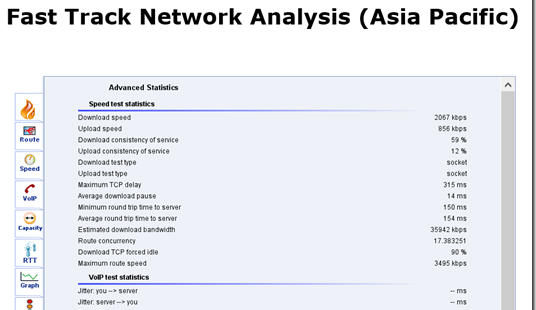 Fast Track Network Analysis (Asia Pacific)
Advanced Statistics
Speed test statistics
Download speed 2067 kbps
Upload speed 856 kbps
Download consistency of service 59 %
Upload consistency of service 12 %
Download test type socket
Upload test type socket
Maximum TCP delay 315 ms
Average download pause 14 ms
Minimum round trip time to server 150 ms
Average round trip time to server 154 ms
Estimated download bandwidth 35942 kbps
Route concurrency 17.383251
Download TCP forced idle 90 %
Maximum route speed 3495 kbps
VoIP test statistics
Jitter: you --> server -- ms
Jitter: server --> you -- ms
Route
Speed
VoIP
Capacity
RTT
Graph